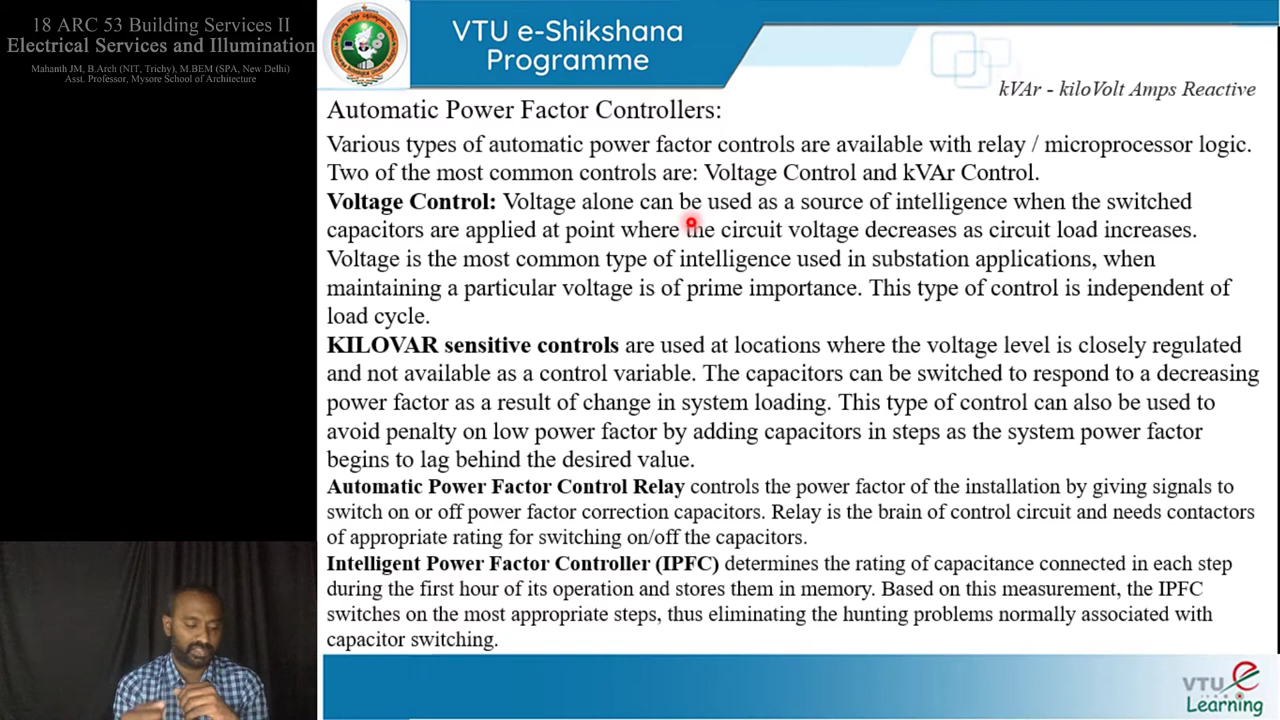 18 ARC 53 Building Services II
Electrical Services and Illumination
Mahanth JM, B.Arch (NIT, Trichy), M.BEM (SPA, New Delhi)
Asst. Professor, Mysore School of Architecture
VTU e-Shikshana
Programme
kVAr - kiloVolt Amps Reactive
Automatic Power Factor Controllers:
Various types of automatic power factor controls are available with relay / microprocessor logic.
Two of the most common controls are: Voltage Control and kVAr Control.
Voltage Control: Voltage alone can be used as a source of intelligence when the switched
capacitors are applied at point where the circuit voltage decreases as circuit load increases.
Voltage is the most common type of intelligence used in substation applications, when
maintaining a particular voltage is of prime importance. This type of control is independent of
load cycle.
KILOVAR sensitive controls are used at locations where the voltage level is closely regulated
and not available as a control variable. The capacitors can be switched to respond to a decreasing
power factor as a result of change in system loading. This type of control can also be used to
avoid penalty on low power factor by adding capacitors in steps as the system power factor
begins to lag behind the desired value.
Automatic Power Factor Control Relay controls the power factor of the installation by giving signals to
switch on or off power factor correction capacitors. Relay is the brain of control circuit and needs contactors
of appropriate rating for switching on/off the capacitors.
Intelligent Power Factor Controller (IPFC) determines the rating of capacitance connected in each step
during the first hour of its operation and stores them in memory. Based on this measurement, the IPFC
switches on the most appropriate steps, thus eliminating the hunting problems normally associated with
capacitor switching.
VTU e
Learning